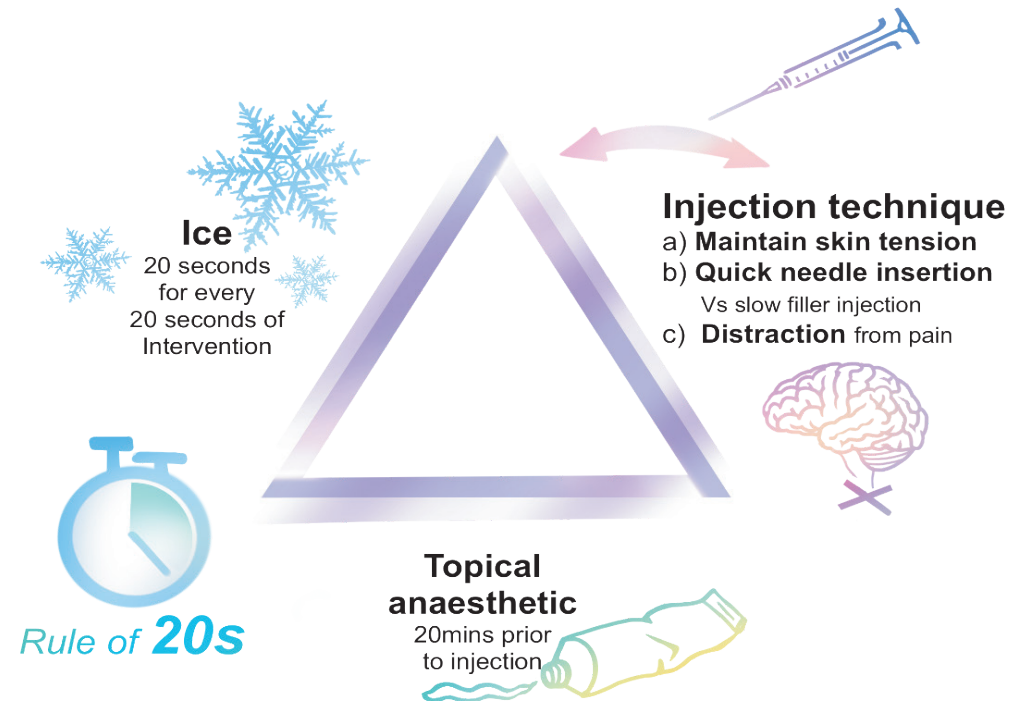 Ice
20 seconds
for every
20 seconds of
Intervention
Injection technique
a) Maintain skin tension
b) Quick needle insertion
Vs slow filler injection
c) Distraction from pain
Rule of 20s
Topical
anaesthetic
20mins prior
to injection